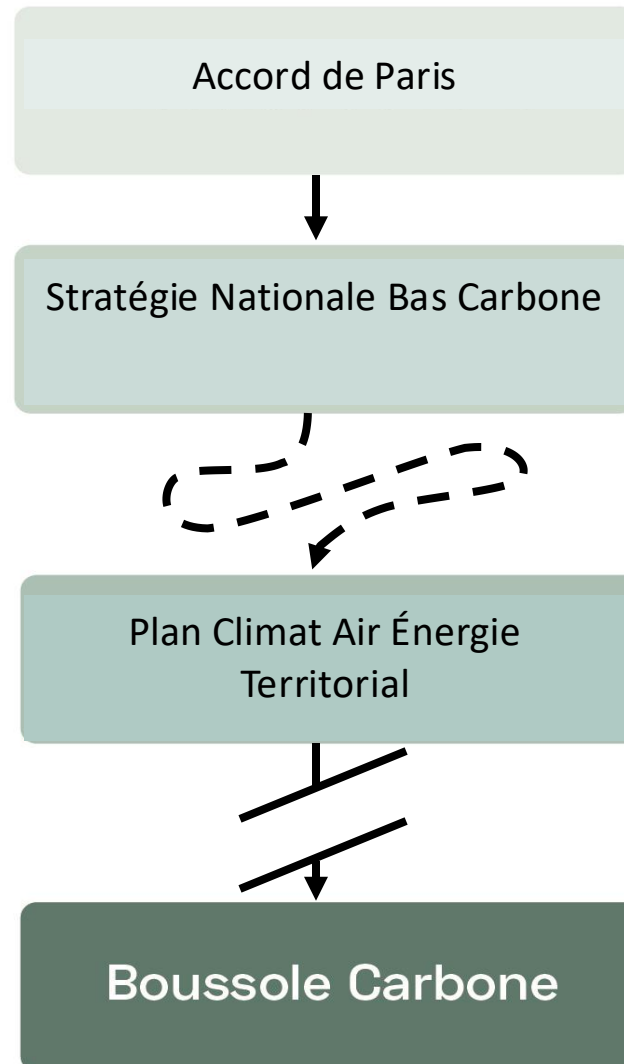 Accord de Paris
Stratégie Nationale Bas Carbone
Plan Climat Air Énergie
Territorial
Boussole Carbone